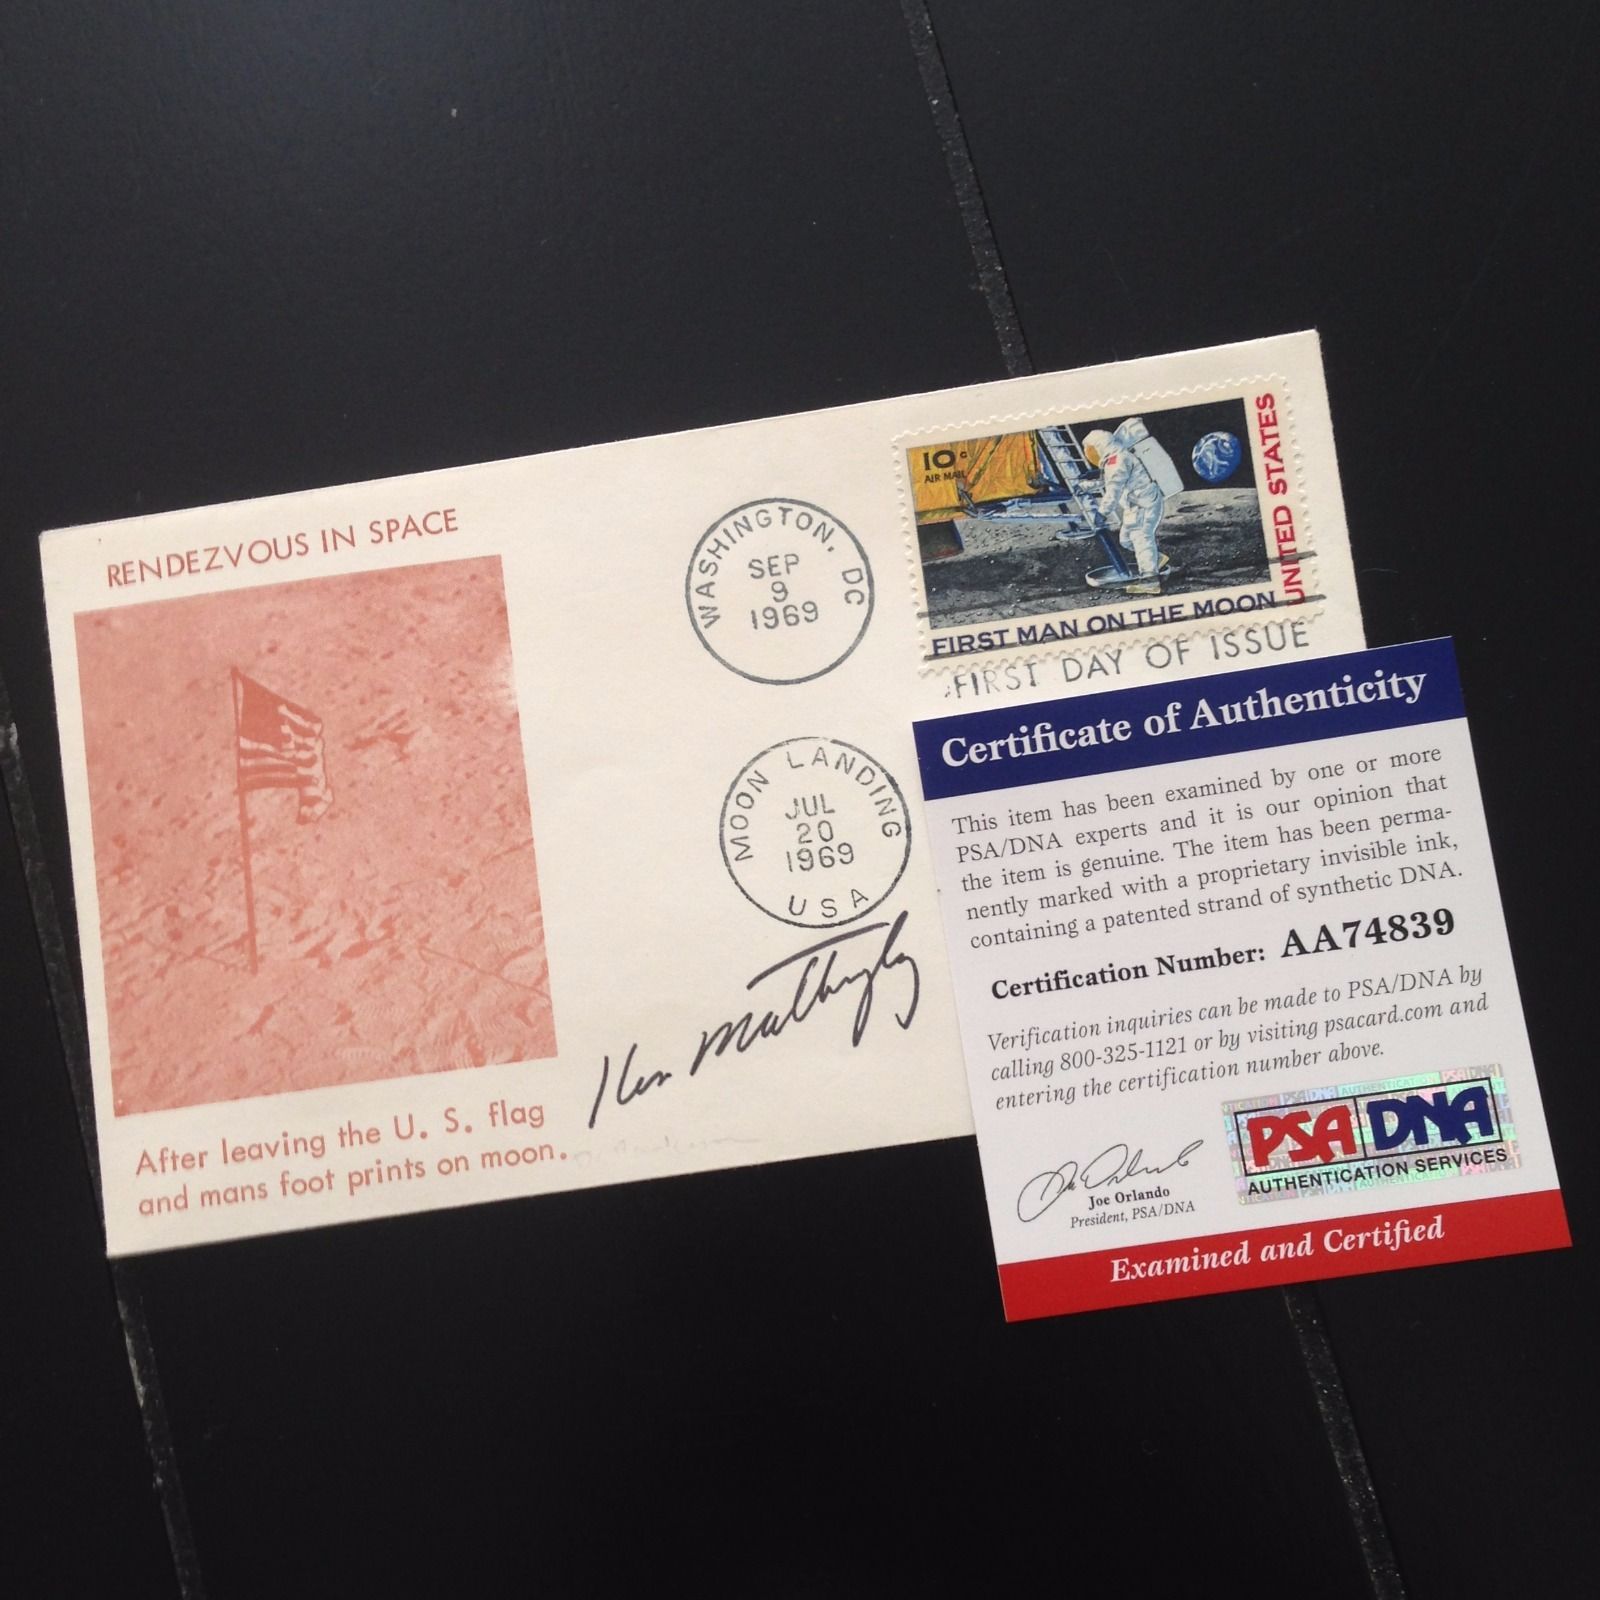 RENDEZVOUS IN SPACE
After leaving the U. S. flag
and mans foot prints on moon.
WASHINGTON, DC
SEP
9
1969
MOON LANDING
JUL
20
1969
USA
Ken Mattingly
10c
AIR MAIL
UNITED STATES
FIRST MAN ON THE MOON
FIRST DAY OF ISSUE
Certificate of Authenticity
This item has been examined by one or more
PSA/DNA experts and it is our opinion that
the item is genuine. The item has been perma-
nently marked with a proprietary invisible ink,
containing a patented strand of synthetic DNA.
Certification Number: AA74839
Verification inquiries can be made to PSA/DNA by
calling 800-325-1121 or by visiting psacard.com and
entering the certification number above.
Joe Orlando
President, PSA/DNA
PSA DNA
AUTHENTICATION SERVICES
Examined and Certified